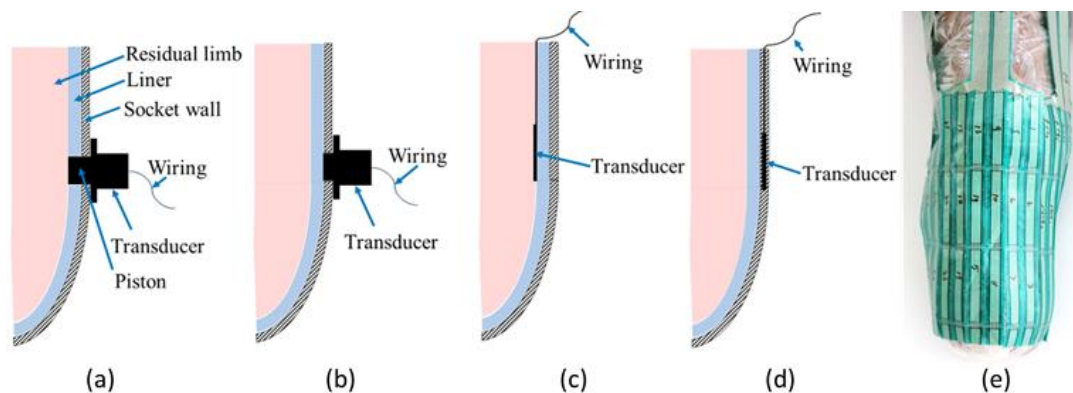 Residual limb
Liner
Socket wall
Wiring
Transducer
Piston
Wiring
Transducer
Wiring
Transducer
Wiring
Transducer
(a)
(b)
(c)
(d)
(e)